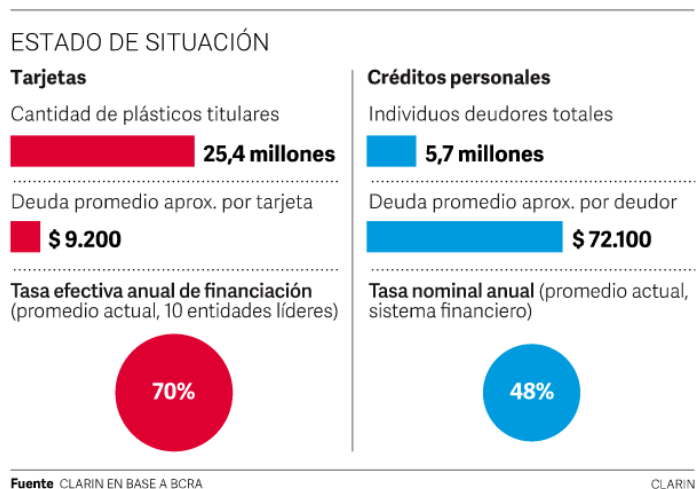 ESTADO DE SITUACIÓN
Tarjetas
Cantidad de plásticos titulares
25,4 millones
Deuda promedio aprox. por tarjeta
$ 9.200
Tasa efectiva anual de financiación
(promedio actual, 10 entidades líderes)
70%
Créditos personales
Individuos deudores totales
5,7 millones
Deuda promedio aprox. por deudor
$ 72.100
Tasa nominal anual (promedio actual,
sistema financiero)
48%
Fuente CLARIN EN BASE A BCRA
CLARIN